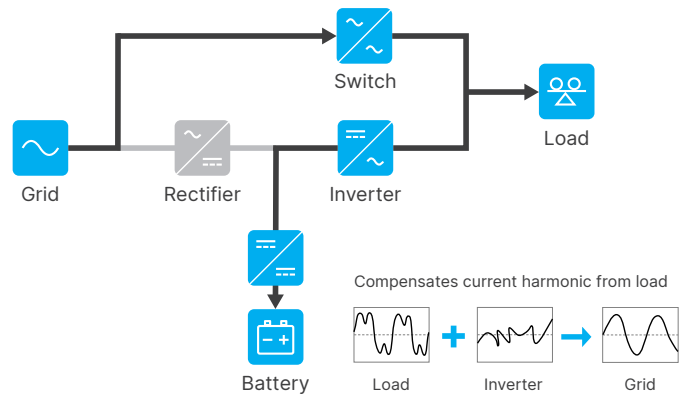 Switch
Load
Grid
Rectifier
Inverter
Compensates current harmonic from load
Battery
Load
Inverter
Grid